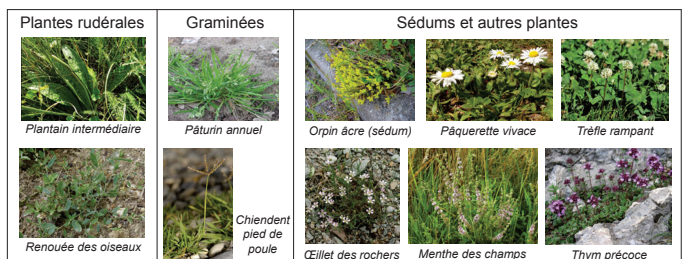 Plantes rudérales
Graminées
Sédums et autres plantes
Plantain intermédiaire
Pâturin annuel
Orpin âcre (sédum)
Pâquerette vivace
Trèfle rampant
Renouée des oiseaux
Chiendent
pied de
poule
Œillet des rochers
Menthe des champs
Thym précoce